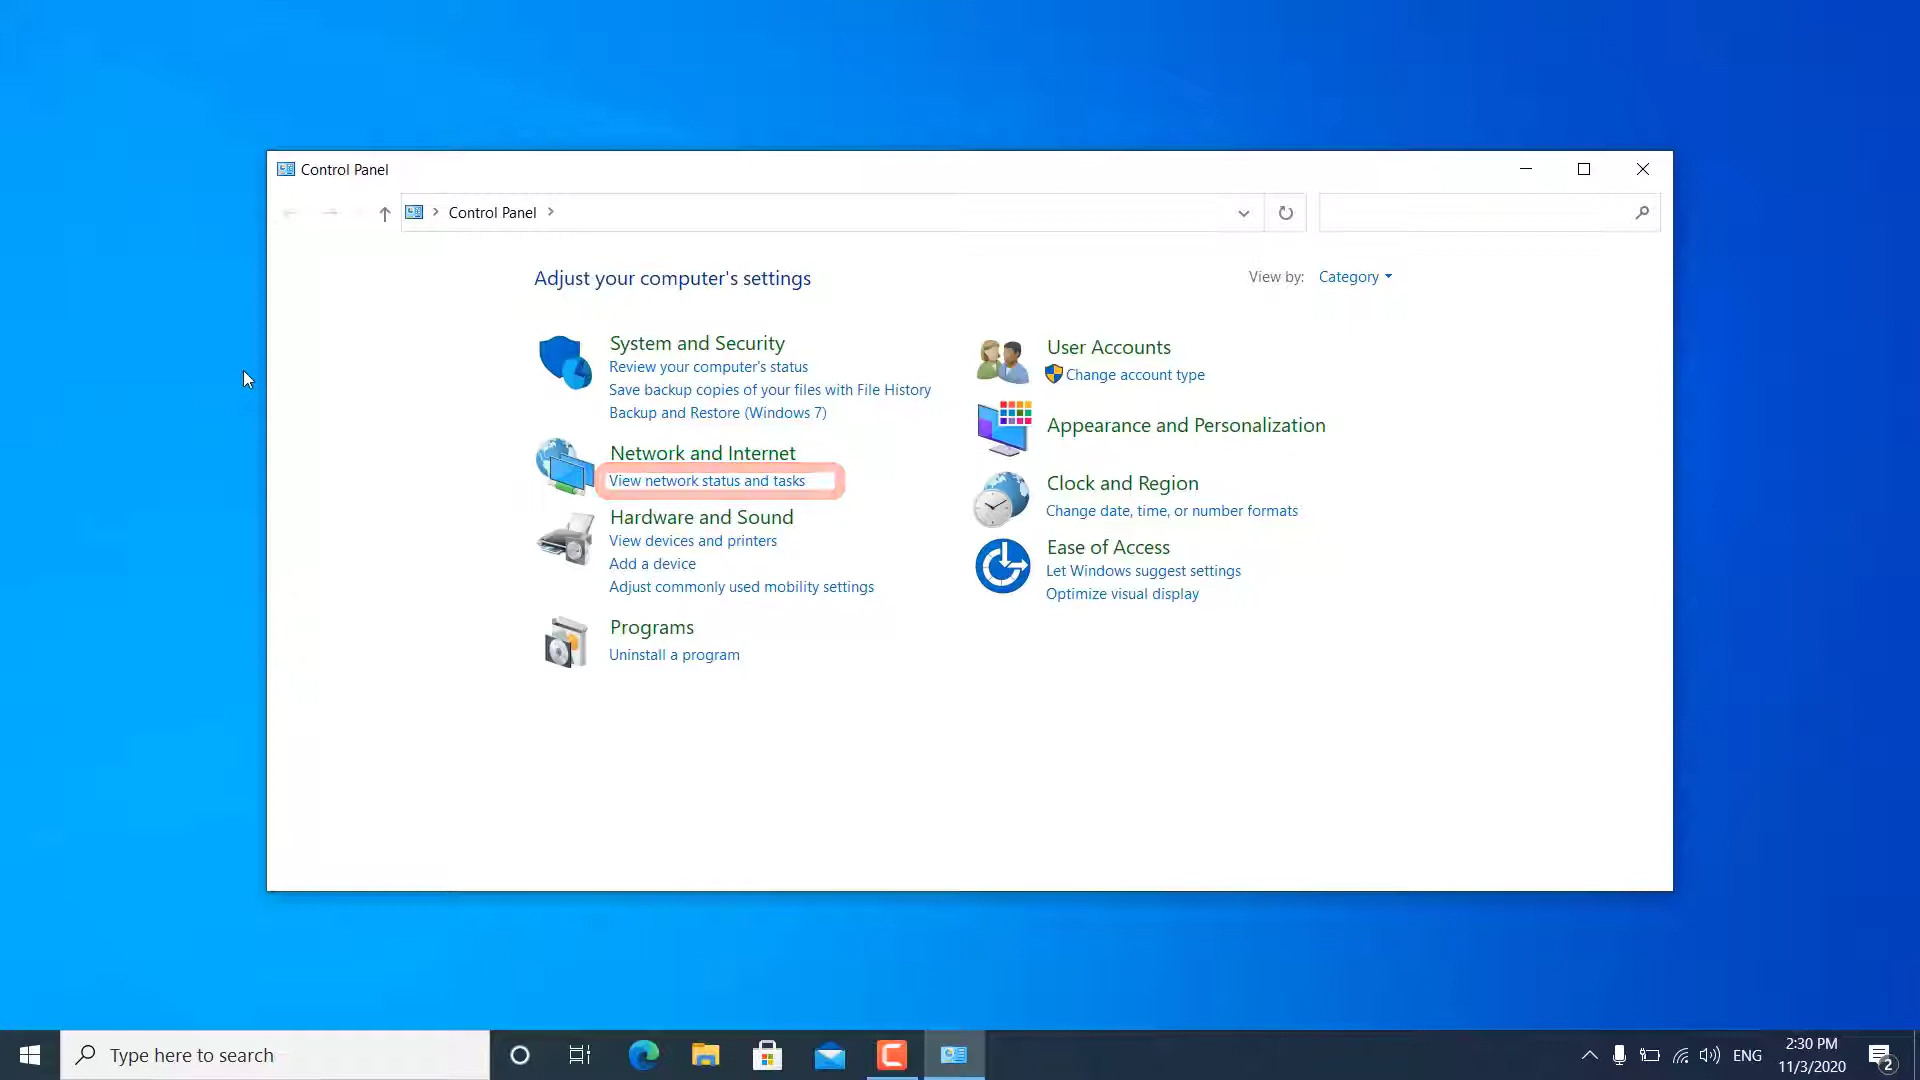 Control Panel
Control Panel
Adjust your computer's settings
View by: Category
System and Security
Review your computer's status
Save backup copies of your files with File History
Backup and Restore (Windows 7)
Network and Internet
View network status and tasks
Hardware and Sound
View devices and printers
Add a device
Adjust commonly used mobility settings
Programs
Uninstall a program
User Accounts
Change account type
Appearance and Personalization
Clock and Region
Change date, time, or number formats
Ease of Access
Let Windows suggest settings
Optimize visual display
Type here to search
ENG
2:30 PM
11/3/2020
2